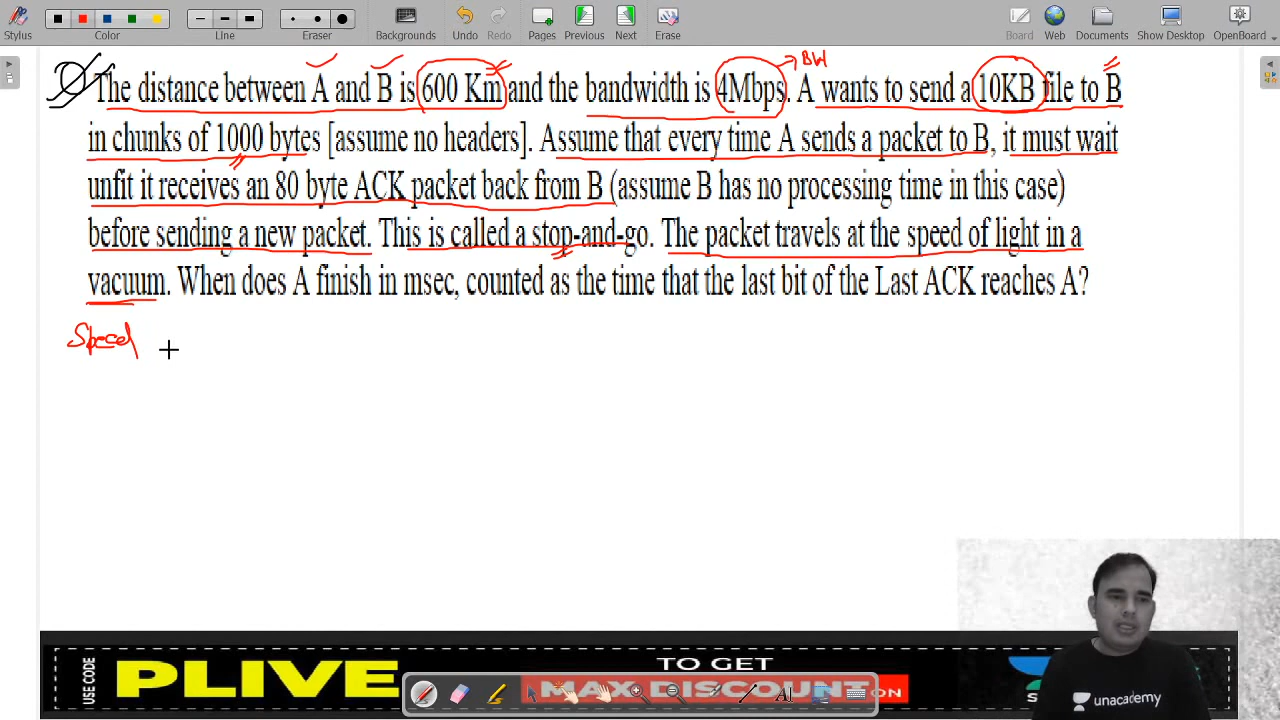 Stylus Color Line Eraser Backgrounds Undo Redo Pages Previous Next Erase Board Web Documents Show Desktop OpenBoard
BW
The distance between A and B is 600 Km and the bandwidth is 4Mbps. A wants to send a 10KB file to B
in chunks of 1000 bytes [assume no headers]. Assume that every time A sends a packet to B, it must wait
unfit it receives an 80 byte ACK packet back from B (assume B has no processing time in this case)
before sending a new packet. This is called a stop-and-go. The packet travels at the speed of light in a
vacuum. When does A finish in msec, counted as the time that the last bit of the Last ACK reaches A?
Speed
USE CODE
PLIVE
TO GET
MAX DISCOUNT
ON
unacademy